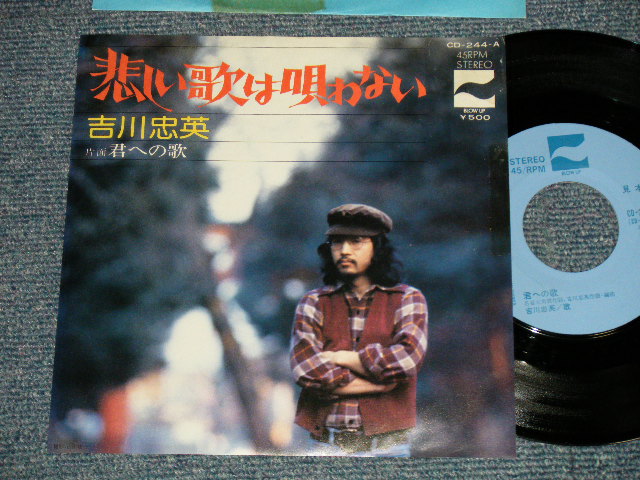 CD-244-A
45RPM
STEREO
BLOW UP
¥500
悲しい歌は唄わない
吉川忠英
片面 君への歌
STEREO
45/RPM
BLOW UP
見本
君への歌
吉川忠英/歌